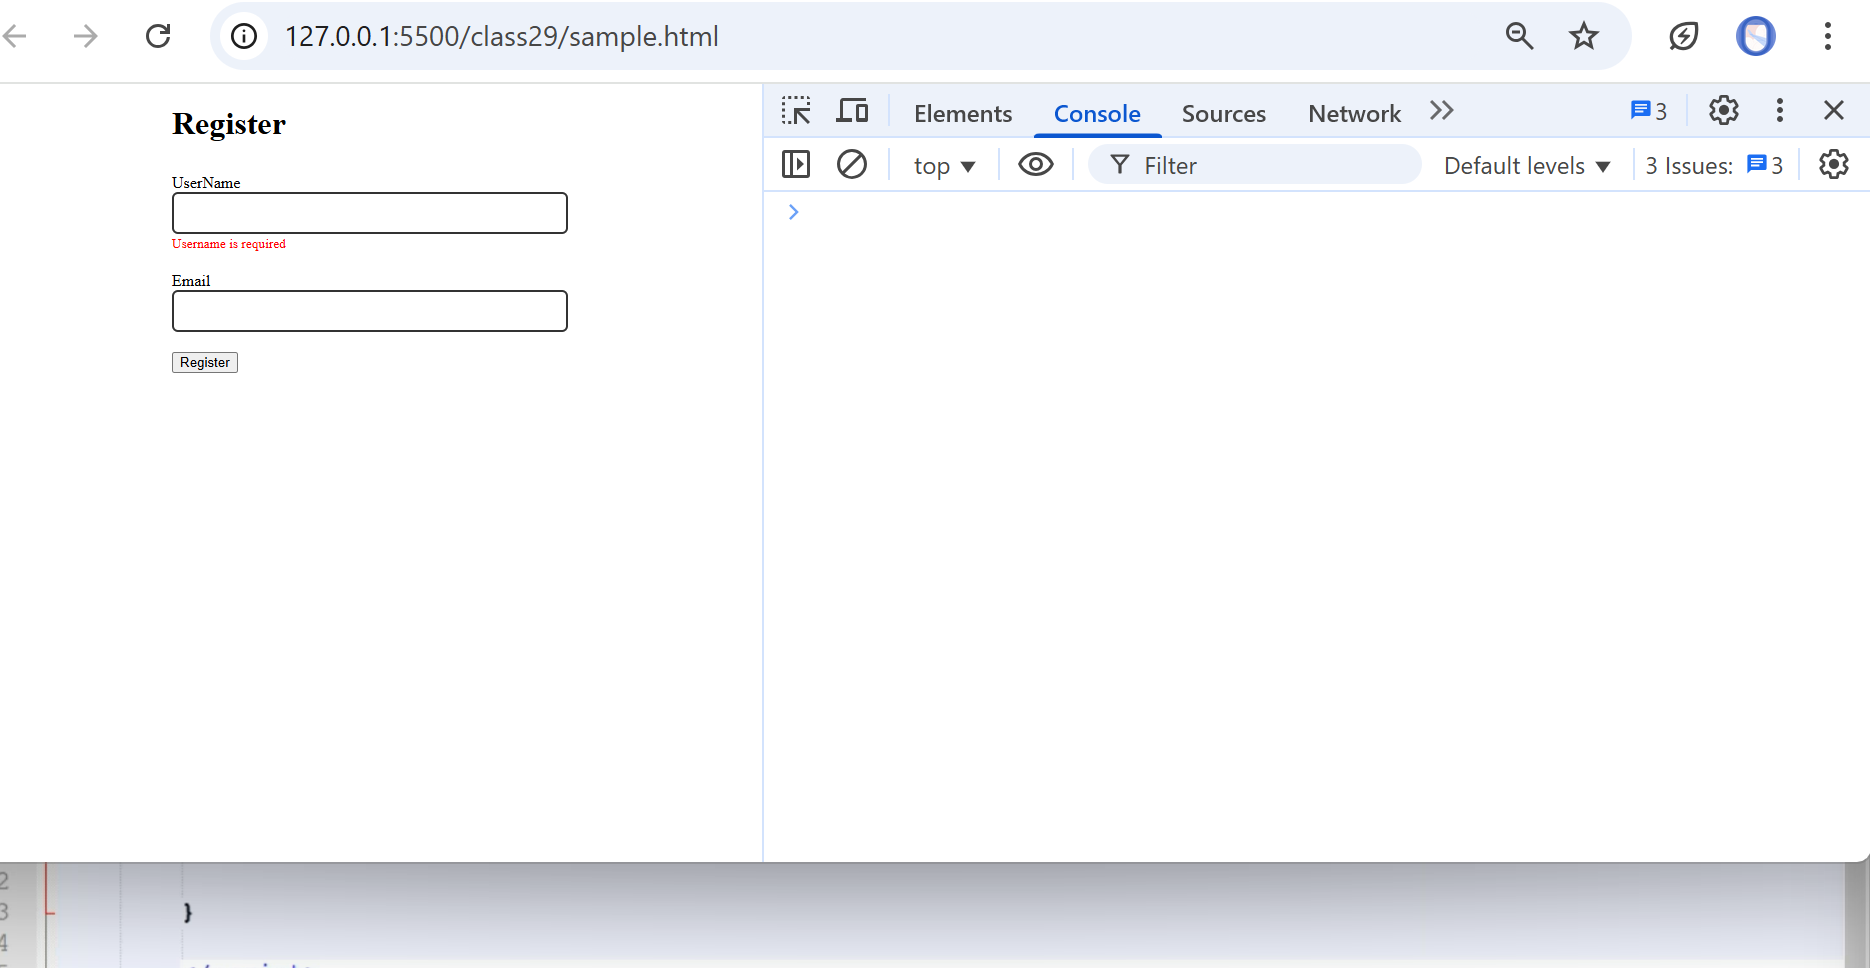 127.0.0.1:5500/class29/sample.html
Register
UserName
Username is required
Email
Register
Elements Console Sources Network 3
top Filter Default levels 3 Issues: 3
2
3 }
4